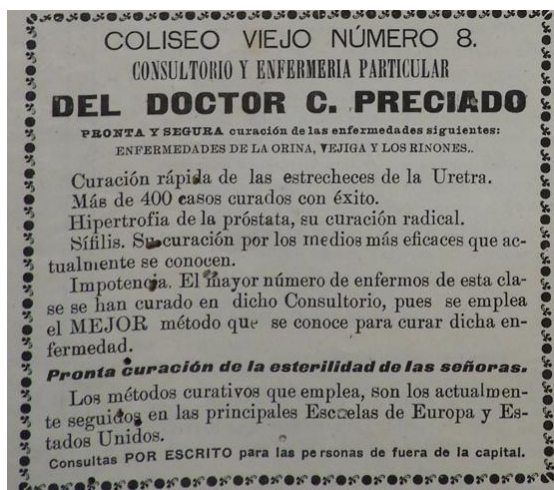 COLISEO VIEJO NÚMERO 8.
CONSULTORIO Y ENFERMERIA PARTICULAR
DEL DOCTOR C. PRECIADO
PRONTA Y SEGURA curación de las enfermedades siguientes:
ENFERMEDADES DE LA ORINA, VEJIGA Y LOS RINONES..
Curación rápida de las estrecheces de la Uretra.
Más de 400 casos curados con éxito.
Hipertrofia de la próstata, su curación radical.
Sífilis. Su curación por los medios más eficaces que ac-
tualmente se conocen.
Impotencia. El mayor número de enfermos de esta cla-
se se han curado en dicho Consultorio, pues se emplea
el MEJOR método que se conoce para curar dicha en-
fermedad.
Pronta curación de la esterilidad de las señoras.
Los métodos curativos que emplea, son los actualmen-
te seguidos en las principales Escuelas de Europa y Es-
tados Unidos.
Consultas POR ESCRITO para las personas de fuera de la capital.